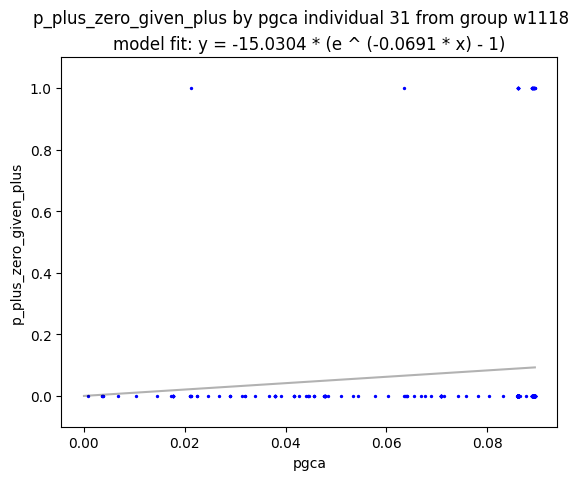 p_plus_zero_given_plus by pgca individual 31 from group w1118
model fit: y = -15.0304 * (e ^ (-0.0691 * x) - 1)
1.0
0.8
0.6
0.4
0.2
0.0
p_plus_zero_given_plus
0.00 0.02 0.04 0.06 0.08
pgca